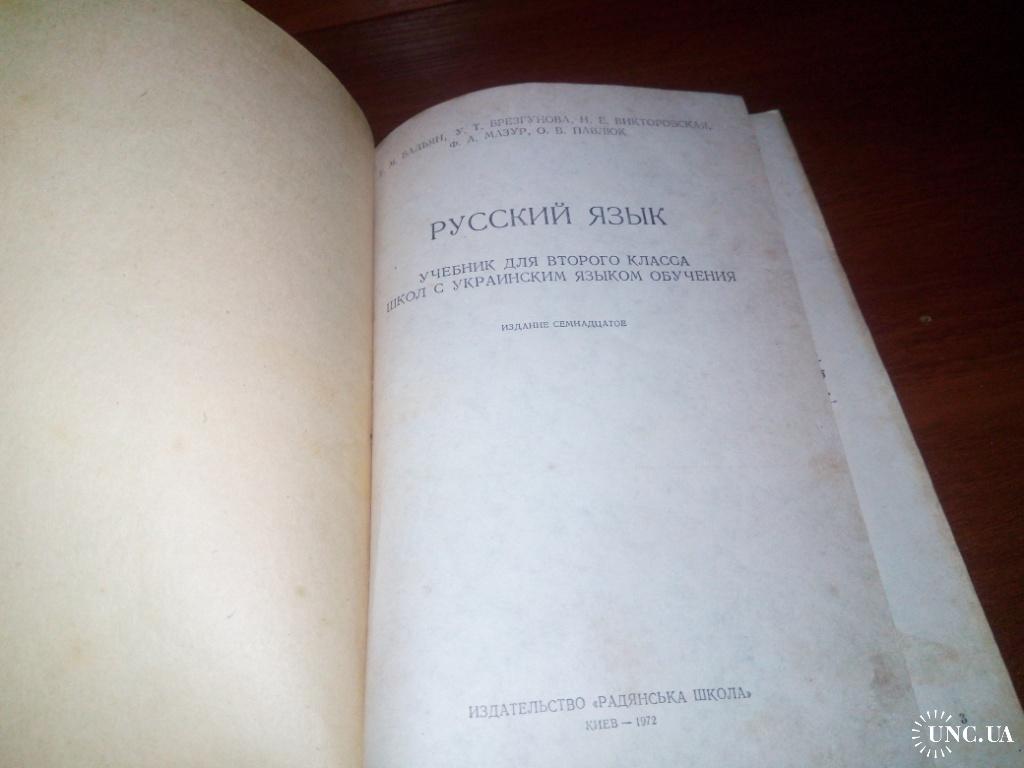 Я. БАЛЬЯН, У. Т. БРЕЗГУНОВА, Н. Е. ВИКТОРОВСКАЯ,
Ф. А. МАЗУР, О. В. ПАВЛЮК
РУССКИЙ ЯЗЫК
УЧЕБНИК ДЛЯ ВТОРОГО КЛАССА
ШКОЛ С УКРАИНСКИМ ЯЗЫКОМ ОБУЧЕНИЯ
ИЗДАНИЕ СЕМНАДЦАТОЕ
ИЗДАТЕЛЬСТВО «РАДЯНСЬКА ШКОЛА»
КИЕВ — 1972
3
UNC.UA